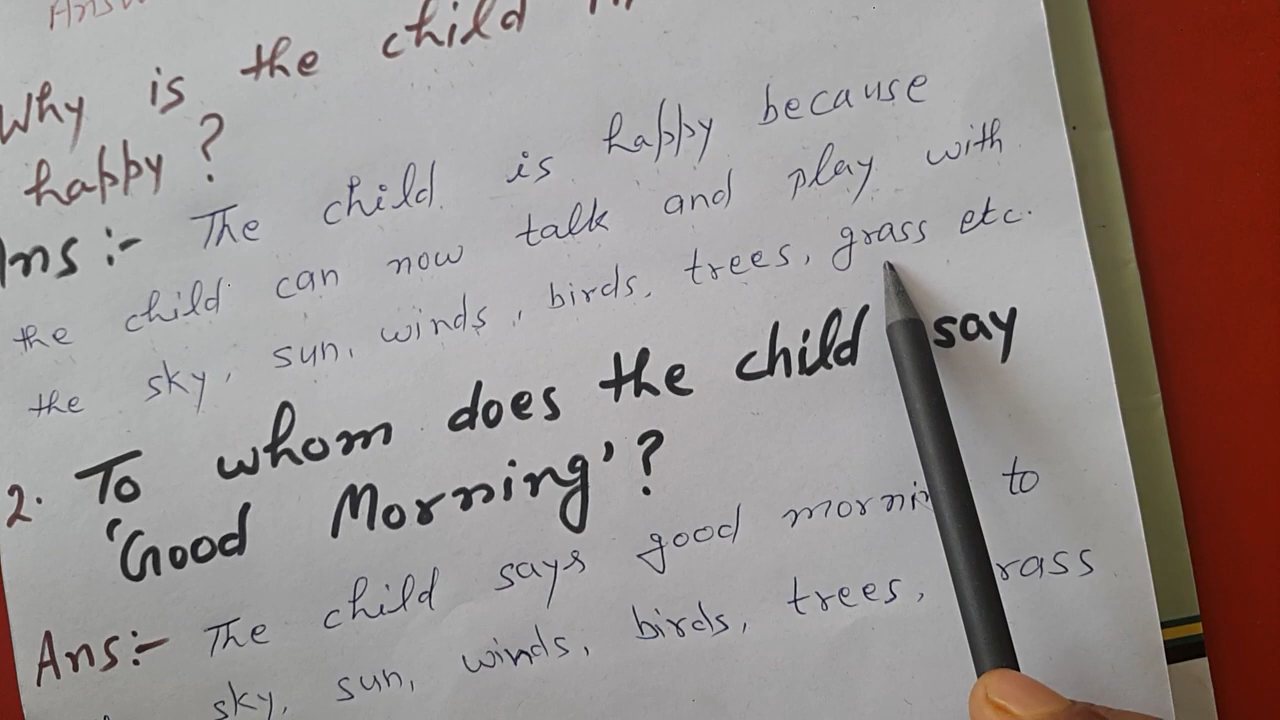 Why is the child
happy?
Ans :- The child is happy because
the child can now talk and play with
the sky, sun, winds, birds, trees, grass etc.
2. To whom does the child say
'Good Morning'?
Ans:- The child says good mornin to
sky, sun, winds, birds, trees, rass